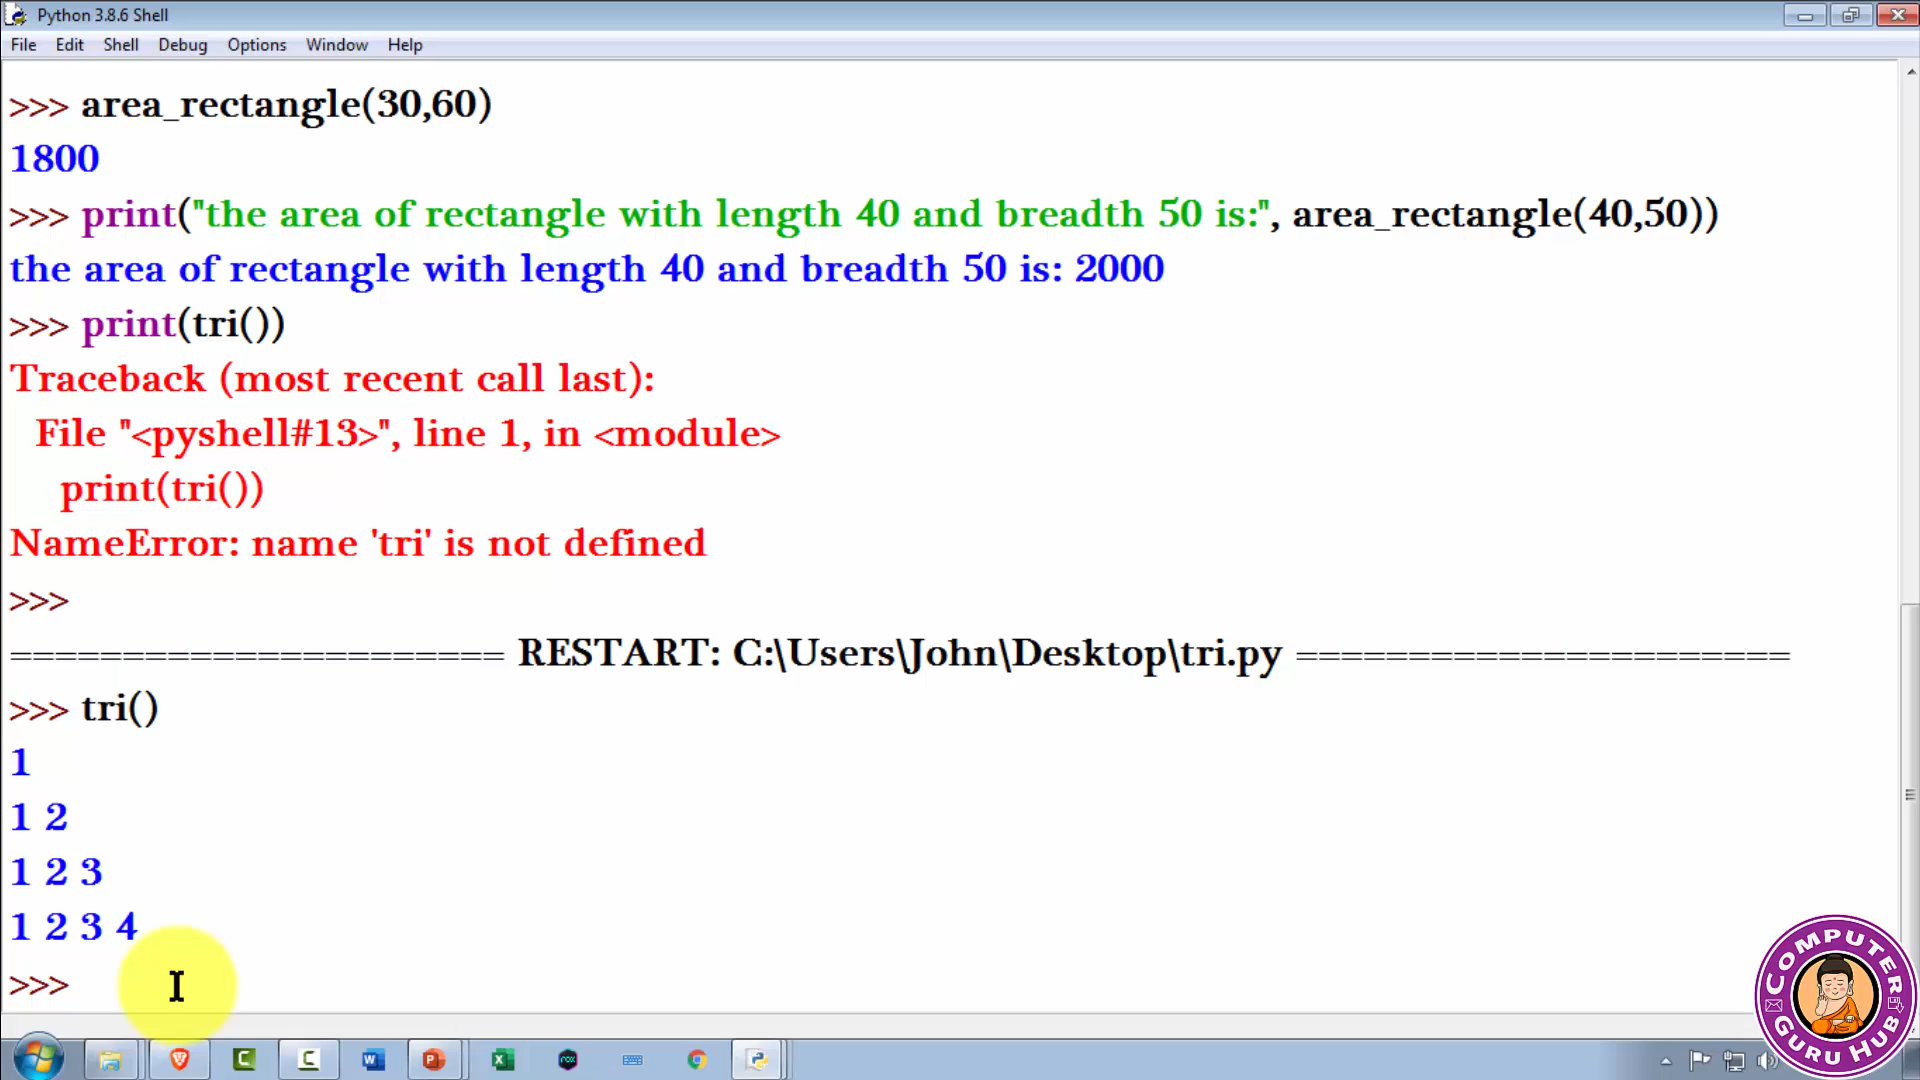 Python 3.8.6 Shell
File Edit Shell Debug Options Window Help
>>> area_rectangle(30,60)
1800
>>> print("the area of rectangle with length 40 and breadth 50 is:", area_rectangle(40,50))
the area of rectangle with length 40 and breadth 50 is: 2000
>>> print(tri())
Traceback (most recent call last):
  File "<pyshell#13>", line 1, in <module>
    print(tri())
NameError: name 'tri' is not defined
>>>
====================== RESTART: C:\Users\John\Desktop\tri.py ======================
>>> tri()
1
1 2
1 2 3
1 2 3 4
>>>
COMPUTER
GURU HUB